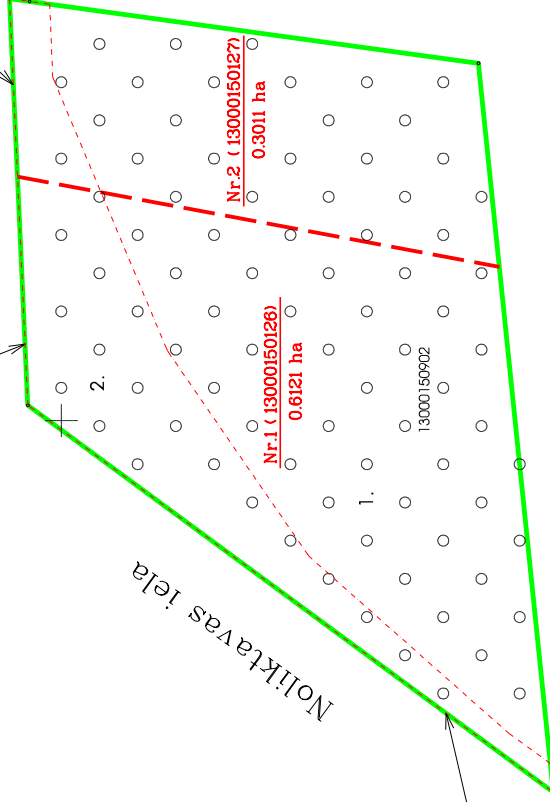 Nr.2 ( 13000150127)
0.3011 ha
Nr.1 ( 13000150126)
0.6121 ha
13000150902
2.
1.
Noliktavas iela